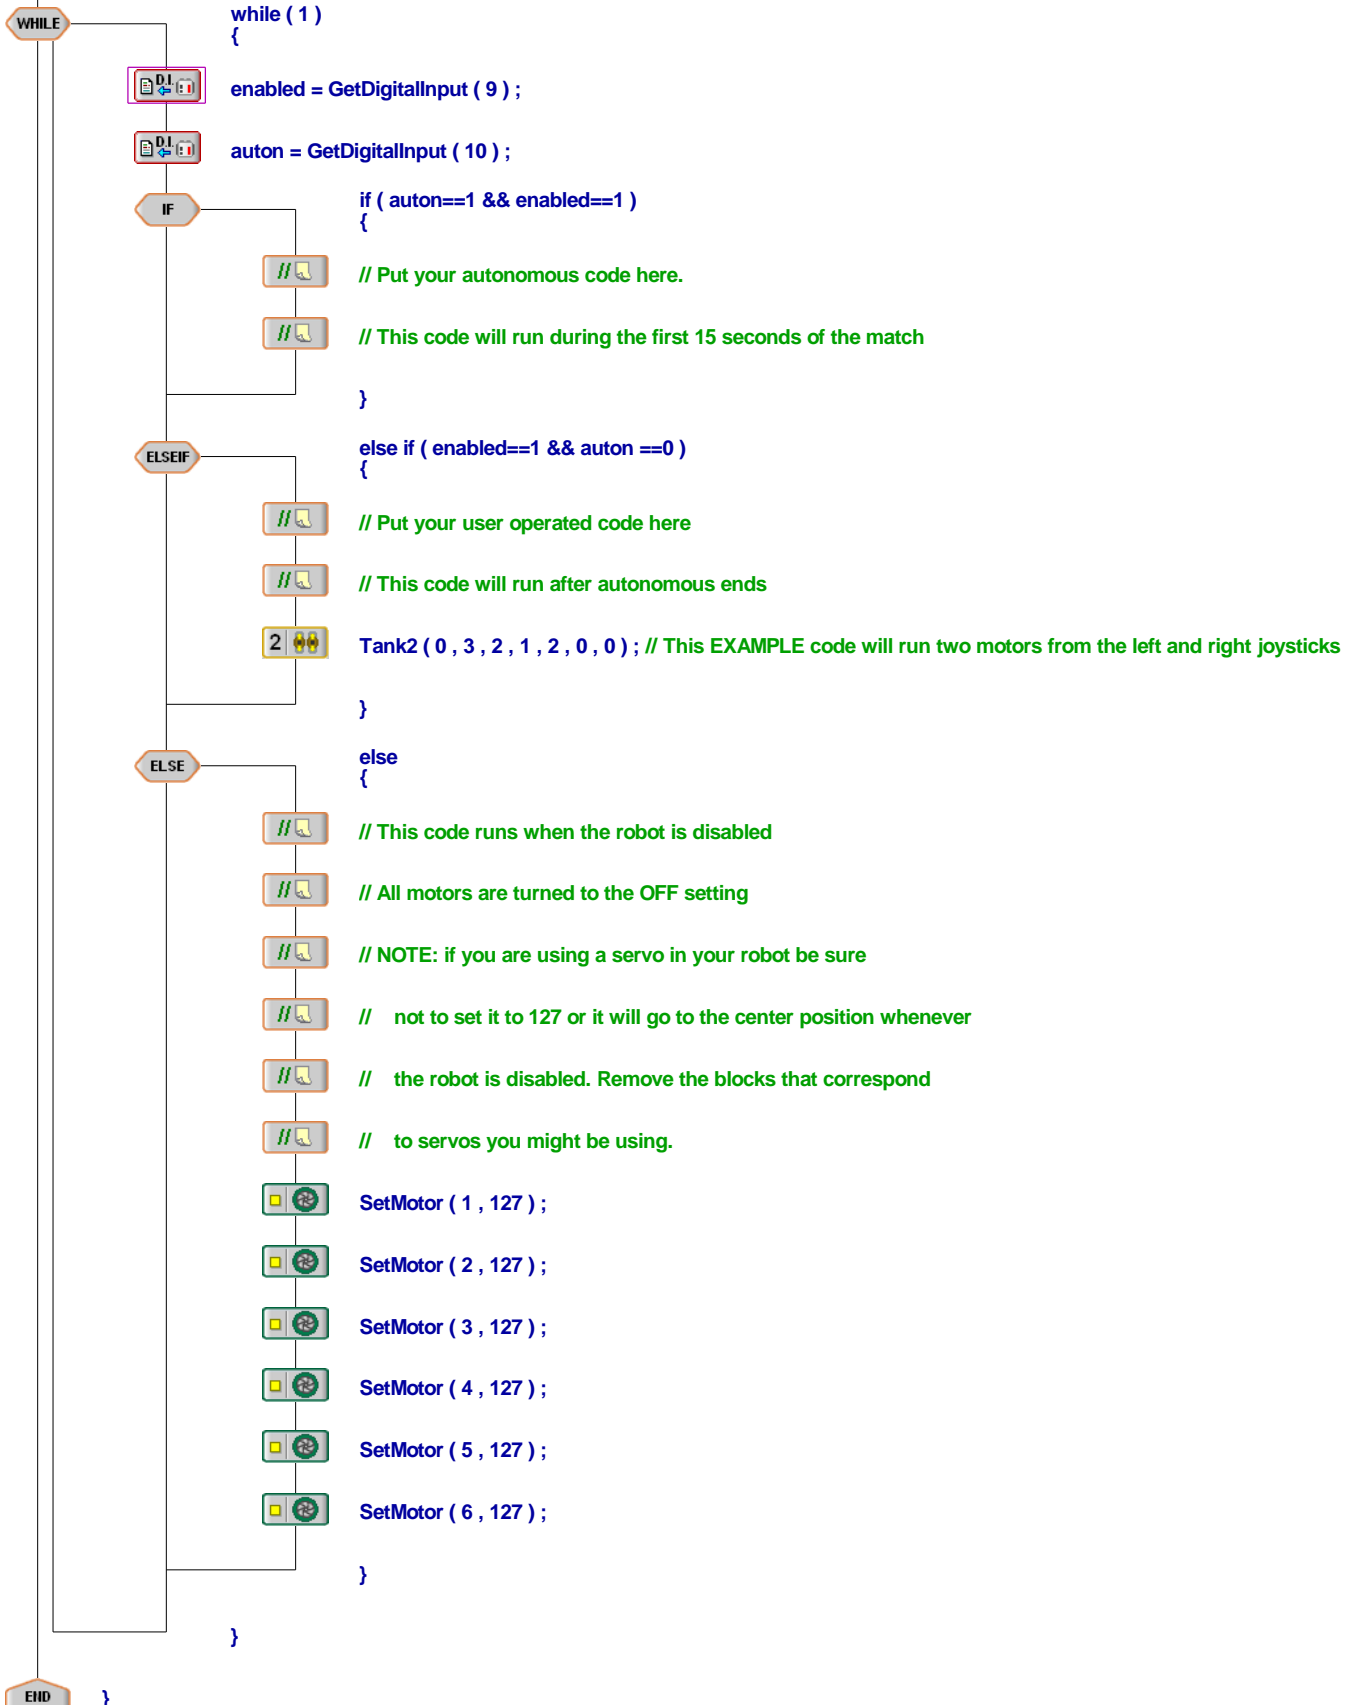 WHILE while ( 1 )
{
D.I. enabled = GetDigitalInput ( 9 ) ;
D.I. auton = GetDigitalInput ( 10 ) ;
IF if ( auton==1 && enabled==1 )
{
// // Put your autonomous code here.
// // This code will run during the first 15 seconds of the match
}
ELSEIF else if ( enabled==1 && auton ==0 )
{
// // Put your user operated code here
// // This code will run after autonomous ends
2 Tank2 ( 0 , 3 , 2 , 1 , 2 , 0 , 0 ) ; // This EXAMPLE code will run two motors from the left and right joysticks
}
ELSE else
{
// // This code runs when the robot is disabled
// // All motors are turned to the OFF setting
// // NOTE: if you are using a servo in your robot be sure
// // not to set it to 127 or it will go to the center position whenever
// // the robot is disabled. Remove the blocks that correspond
// // to servos you might be using.
SetMotor ( 1 , 127 ) ;
SetMotor ( 2 , 127 ) ;
SetMotor ( 3 , 127 ) ;
SetMotor ( 4 , 127 ) ;
SetMotor ( 5 , 127 ) ;
SetMotor ( 6 , 127 ) ;
}
}
END }